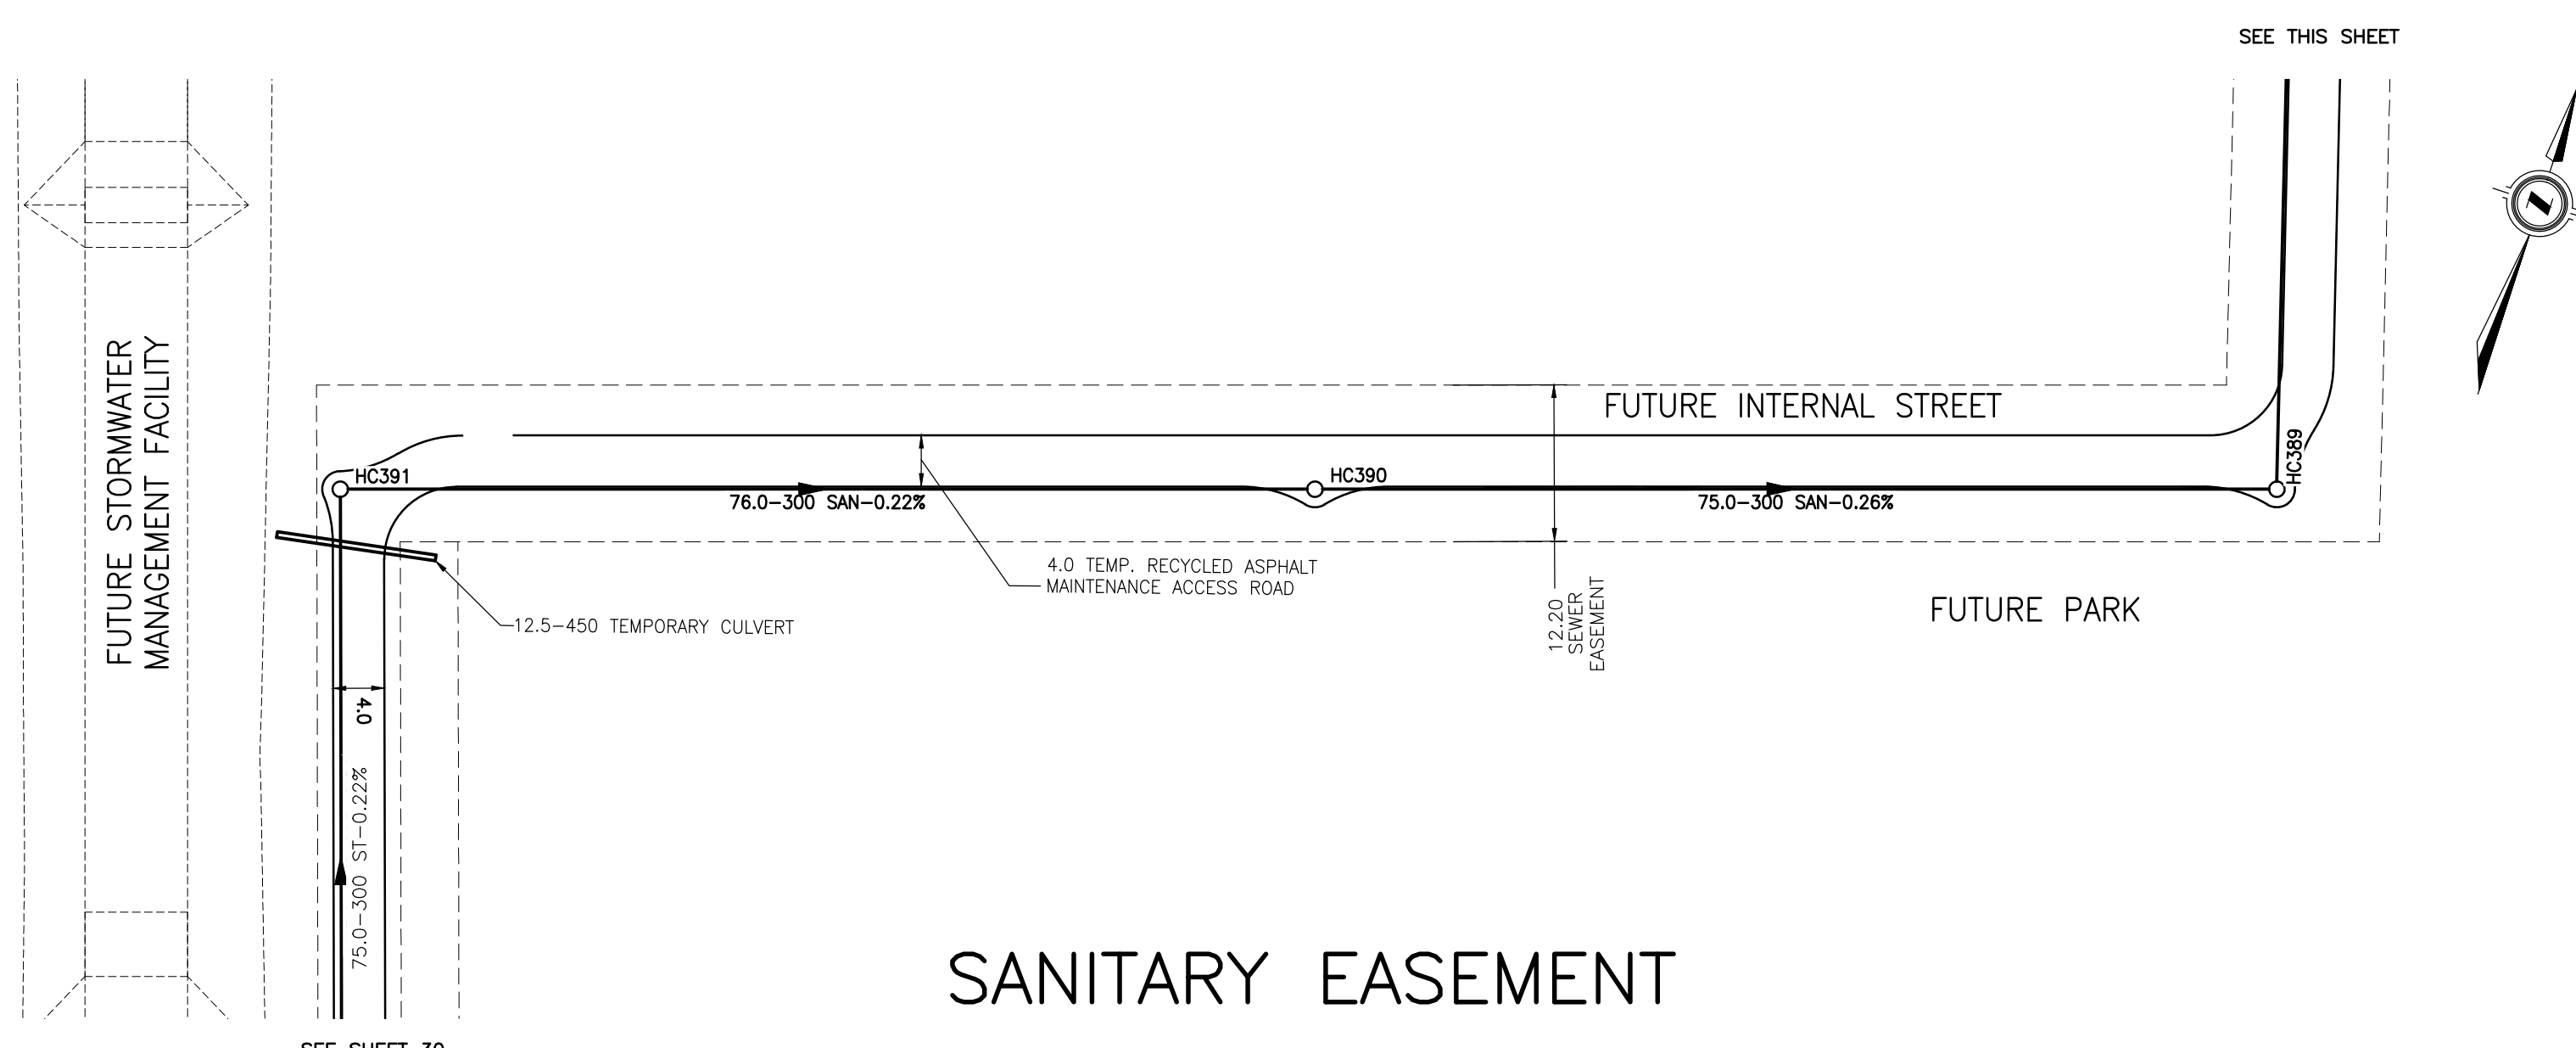 SEE THIS SHEET
FUTURE STORMWATER
MANAGEMENT FACILITY
FUTURE INTERNAL STREET
HC391
HC390
HC389
76.0-300 SAN-0.22%
75.0-300 SAN-0.26%
4.0 TEMP. RECYCLED ASPHALT
MAINTENANCE ACCESS ROAD
12.20
SEWER
EASEMENT
FUTURE PARK
12.5-450 TEMPORARY CULVERT
4.0
75.0-300 ST-0.22%
SANITARY EASEMENT
SEE SHEET